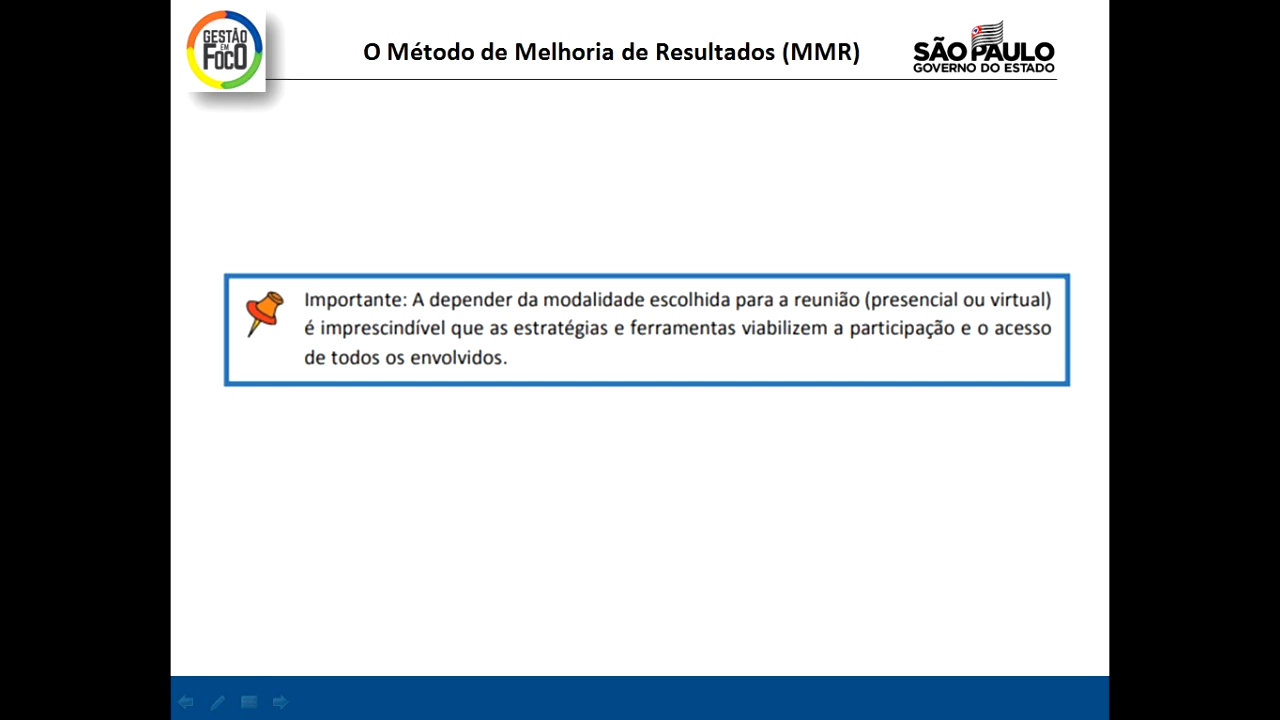 GESTÃO
EM
FOCO
O Método de Melhoria de Resultados (MMR)
SÃO PAULO
GOVERNO DO ESTADO
Importante: A depender da modalidade escolhida para a reunião (presencial ou virtual)
é imprescindível que as estratégias e ferramentas viabilizem a participação e o acesso
de todos os envolvidos.